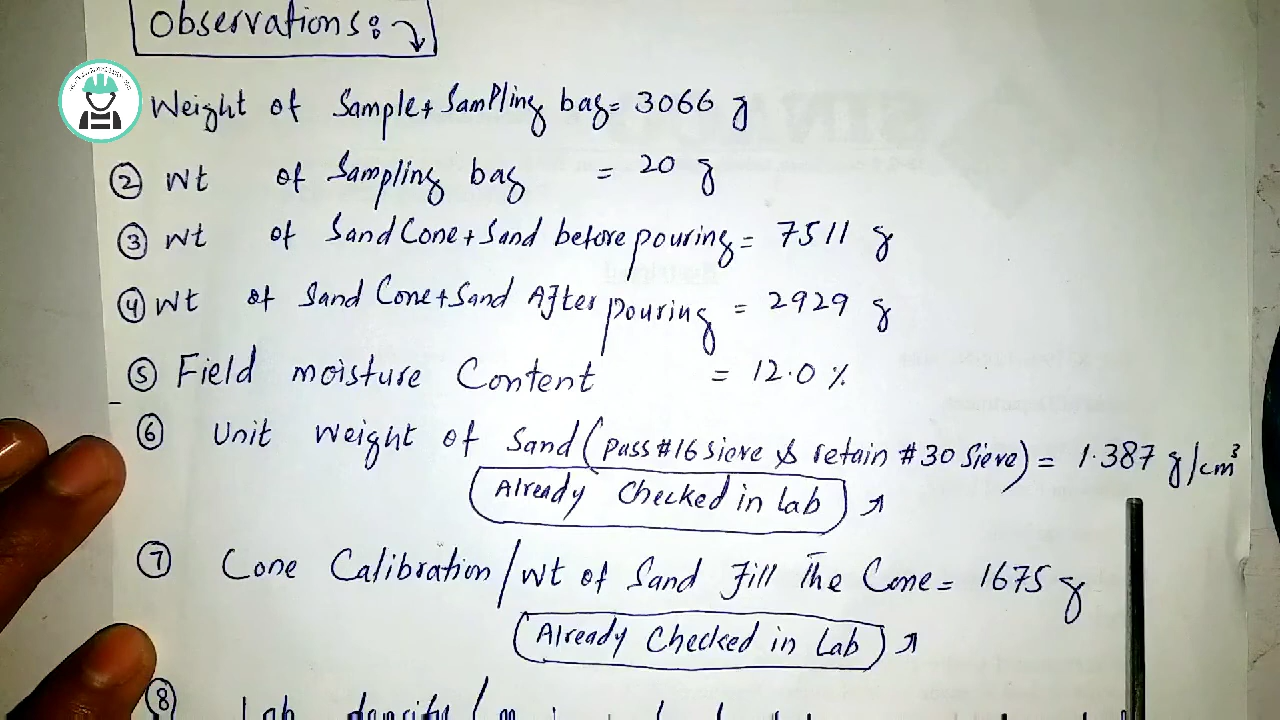 Observations:
Weight of Sample+Sampling bag= 3066 g
② Wt of Sampling bag = 20 g
③ Wt of Sand Cone+Sand before pouring= 7511 g
④ Wt of Sand Cone+Sand After pouring = 2929 g
⑤ Field moisture Content = 12.0 %
⑥ Unit Weight of Sand (pass #16 sieve & retain #30 Sieve) = 1.387 g/cm³
Already Checked in Lab
⑦ Cone Calibration/Wt of Sand Fill The Cone= 1675 g
Already Checked in Lab
⑧ Lab density/